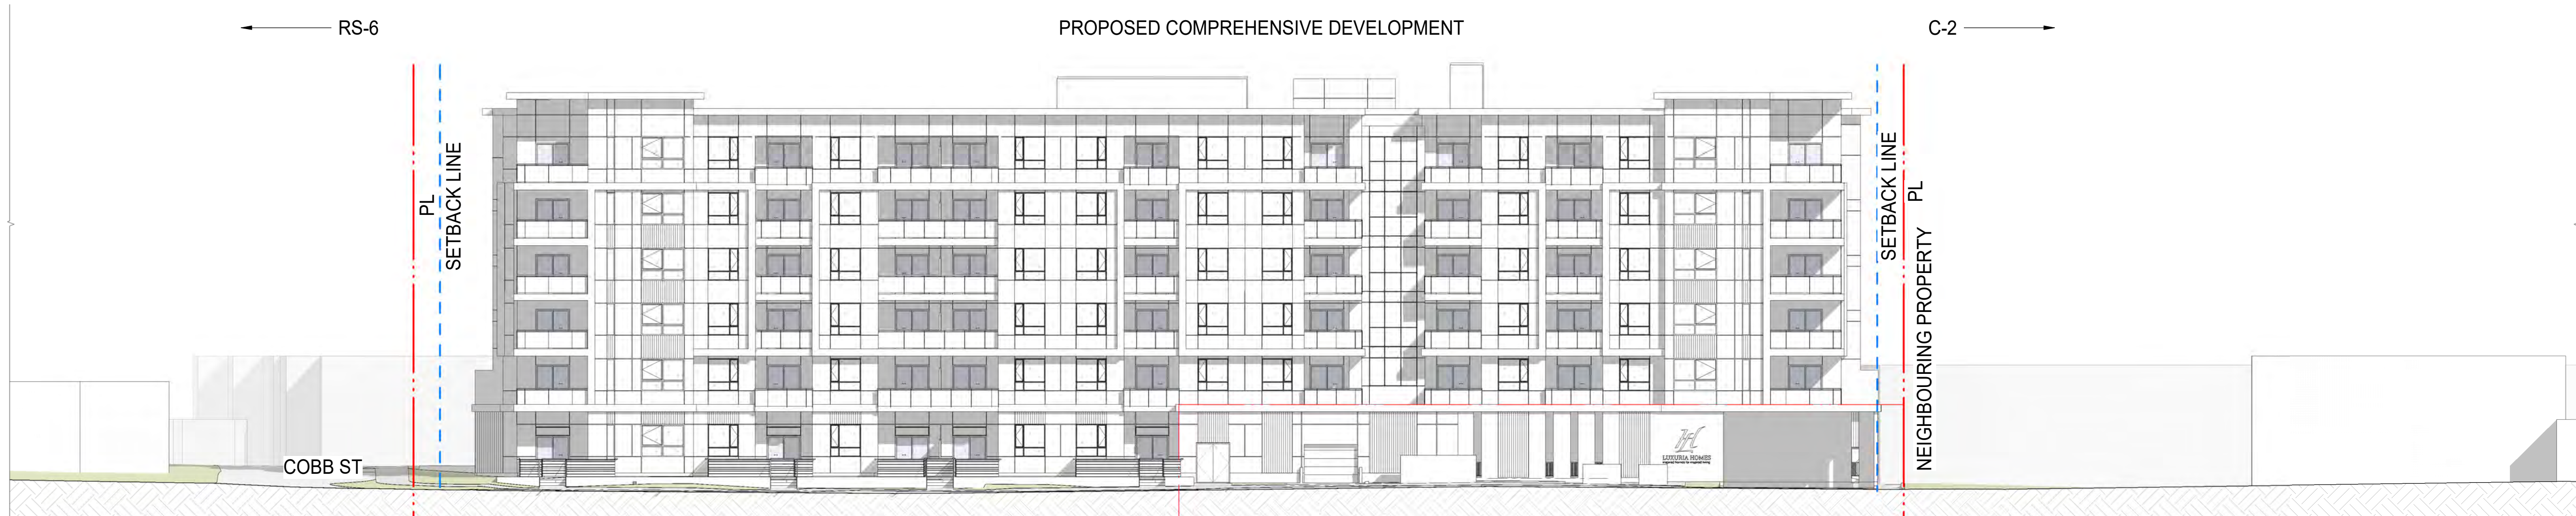 RS-6
PROPOSED COMPREHENSIVE DEVELOPMENT
C-2
PL
SETBACK LINE
SETBACK LINE
PL
NEIGHBOURING PROPERTY
COBB ST
LUXURIA HOMES